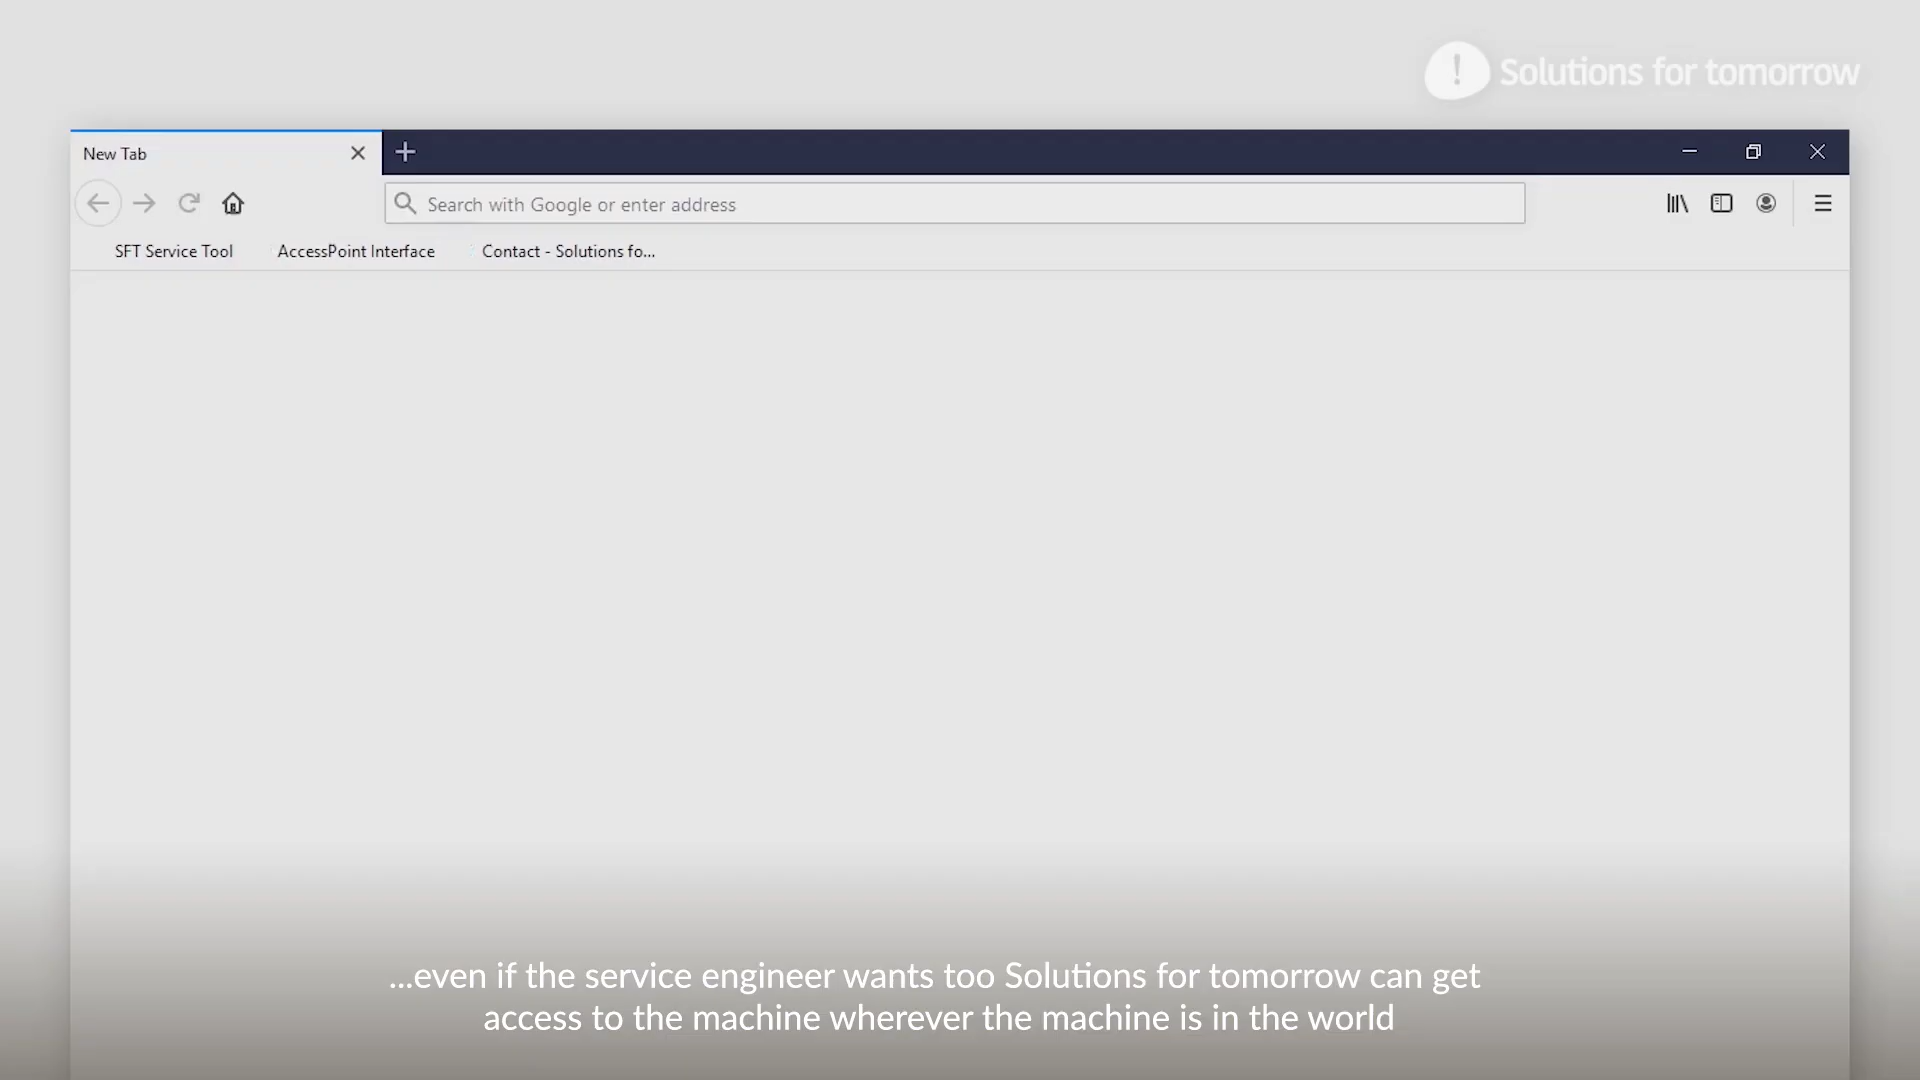 ! Solutions for tomorrow
New Tab
Search with Google or enter address
SFT Service Tool AccessPoint Interface Contact - Solutions fo...
...even if the service engineer wants too Solutions for tomorrow can get
access to the machine wherever the machine is in the world